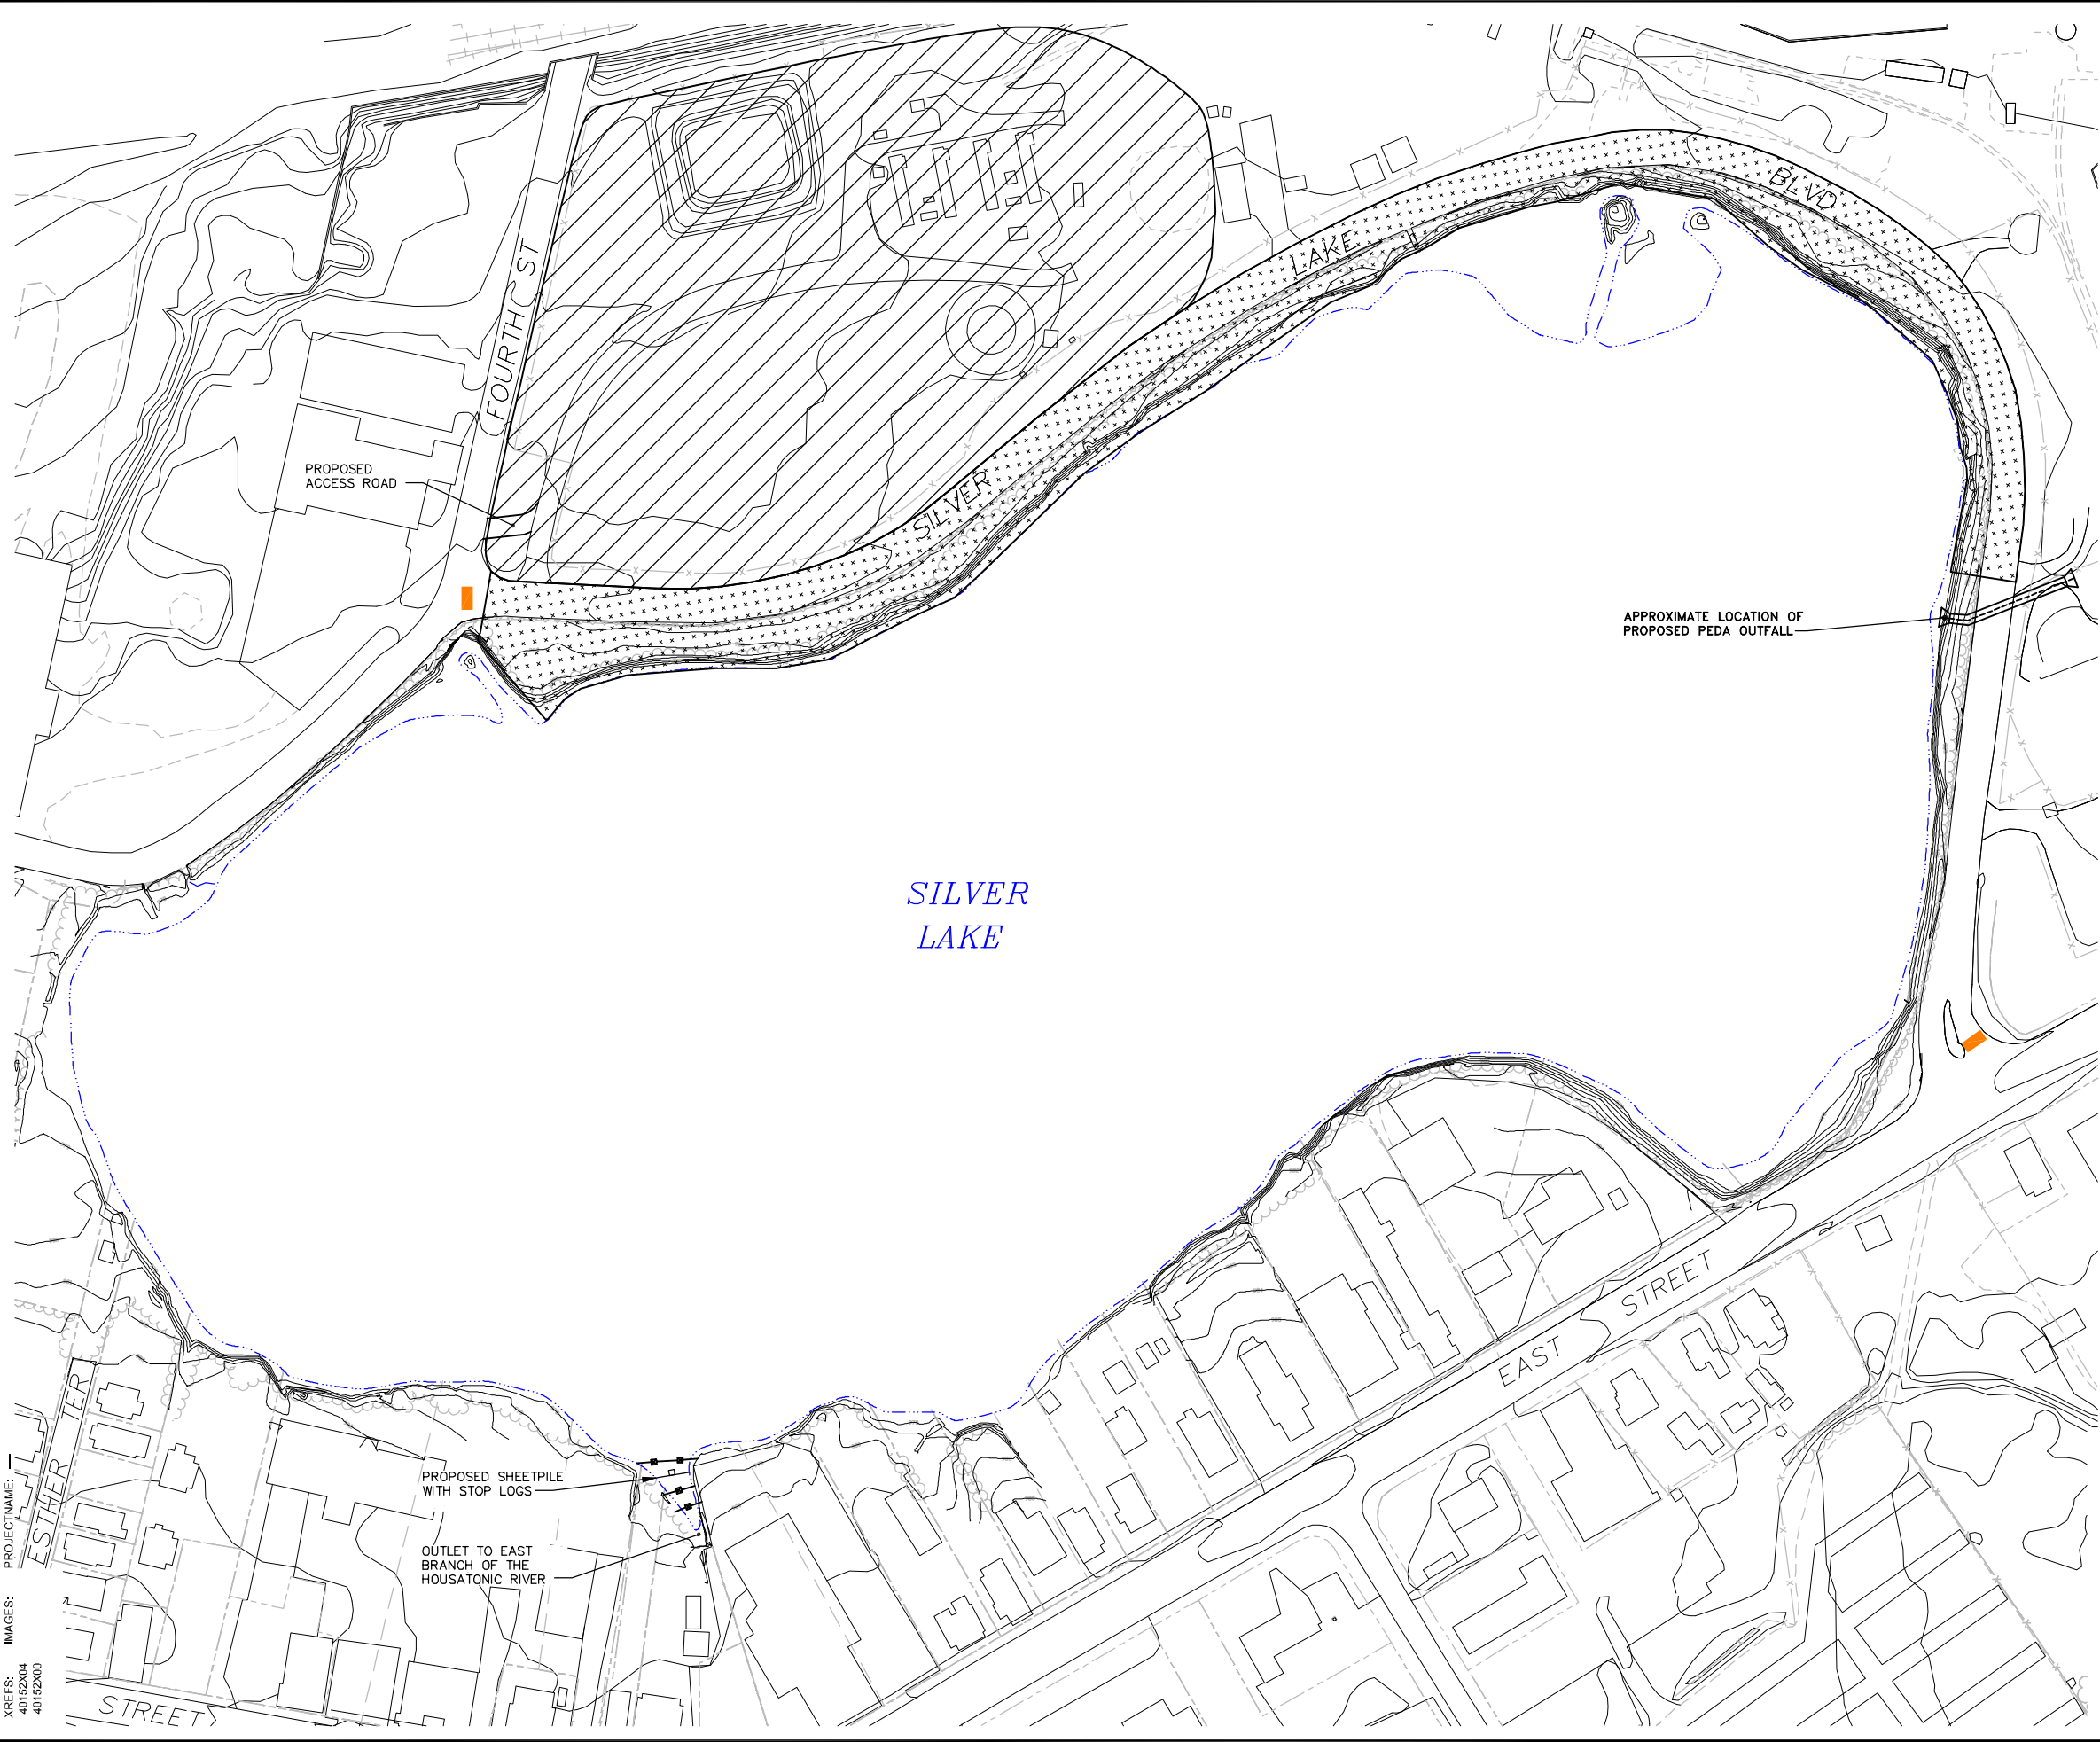 BLVD
LAKE
FOURTH ST
PROPOSED
ACCESS ROAD
SILVER
APPROXIMATE LOCATION OF
PROPOSED PEDA OUTFALL
SILVER
LAKE
STREET
EAST
ESTHER TER
PROPOSED SHEETPILE
WITH STOP LOGS
OUTLET TO EAST
BRANCH OF THE
HOUSATONIC RIVER
STREET
XREFS: IMAGES: PROJECTNAME: ---
40152X04
40152X00